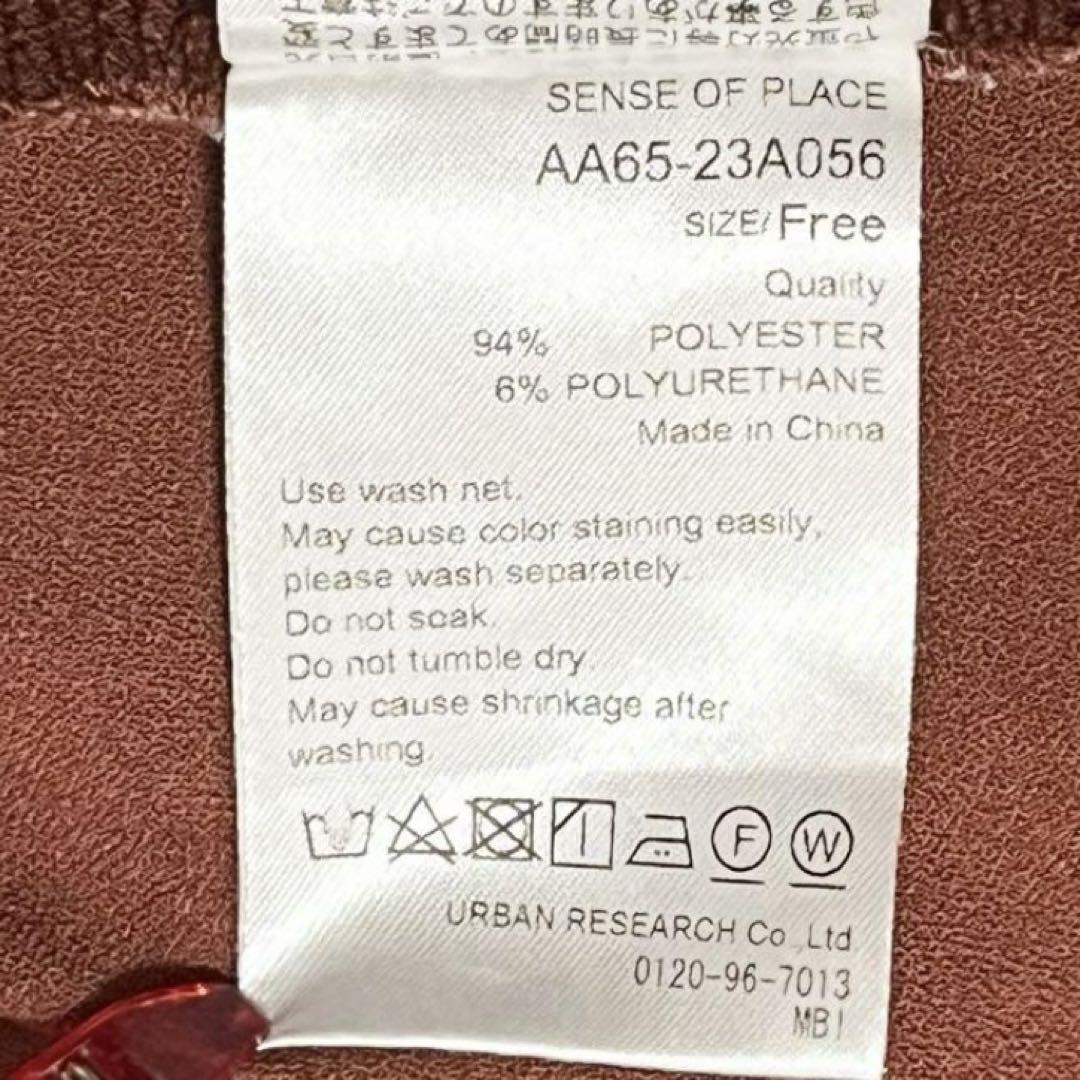 SENSE OF PLACE
AA65-23A056
SIZE/Free
Quality
94% POLYESTER
6% POLYURETHANE
Made in China
Use wash net.
May cause color staining easily,
please wash separately.
Do not soak.
Do not tumble dry.
May cause shrinkage after
washing.
F W
URBAN RESEARCH Co.,Ltd
0120-96-7013
MB1